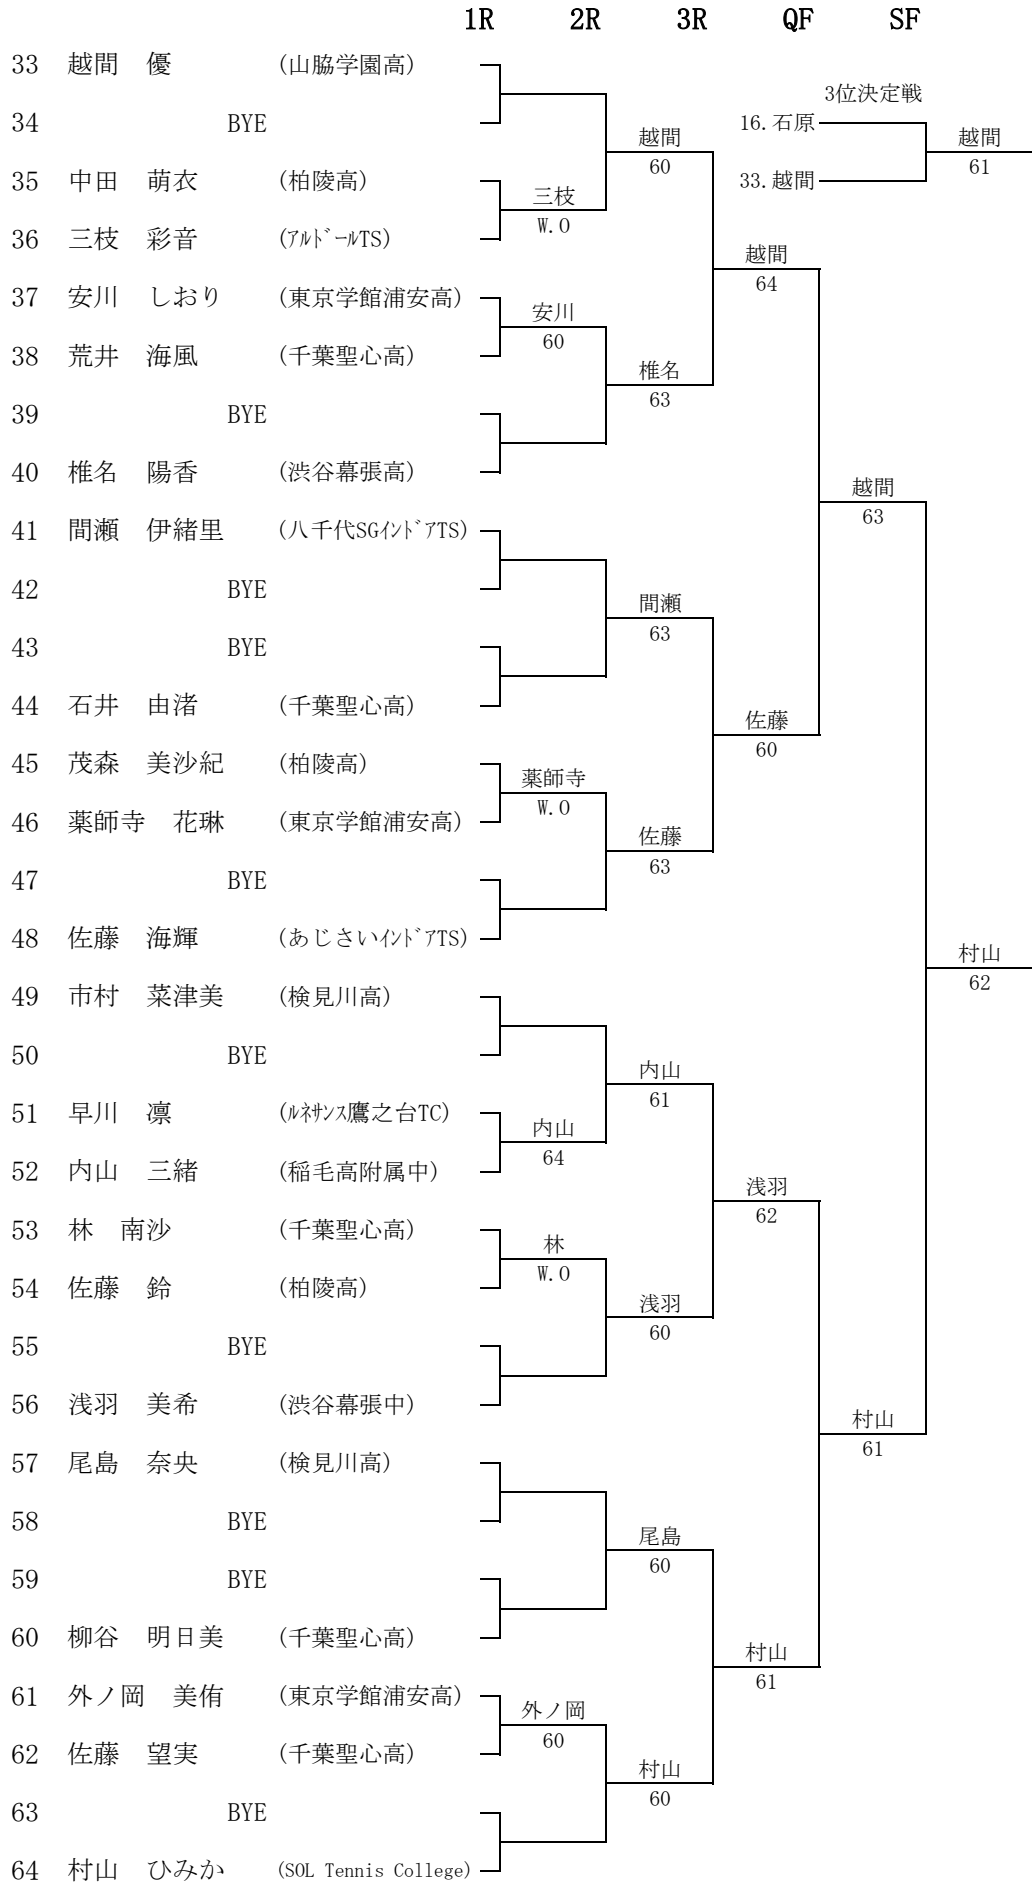 1R 2R 3R QF SF
33 越間 優 (山脇学園高)
3位決定戦
34 BYE
16.石原
越間
越間
60
61
35 中田 萌衣 (柏陵高)
33.越間
三枝
W.O
36 三枝 彩音 (アルドールTS)
越間
64
37 安川 しおり (東京学館浦安高)
安川
60
38 荒井 海風 (千葉聖心高)
椎名
63
39 BYE
40 椎名 陽香 (渋谷幕張高)
越間
63
41 間瀬 伊緒里 (八千代SGインドアTS)
42 BYE
間瀬
63
43 BYE
44 石井 由渚 (千葉聖心高)
佐藤
60
45 茂森 美沙紀 (柏陵高)
薬師寺
W.O
46 薬師寺 花琳 (東京学館浦安高)
佐藤
63
47 BYE
48 佐藤 海輝 (あじさいインドアTS)
村山
62
49 市村 菜津美 (検見川高)
50 BYE
内山
61
51 早川 凛 (ルネサンス鷹之台TC)
内山
64
52 内山 三緒 (稲毛高附属中)
浅羽
62
53 林 南沙 (千葉聖心高)
林
W.O
54 佐藤 鈴 (柏陵高)
浅羽
60
55 BYE
56 浅羽 美希 (渋谷幕張中)
村山
61
57 尾島 奈央 (検見川高)
58 BYE
尾島
60
59 BYE
60 柳谷 明日美 (千葉聖心高)
村山
61
61 外ノ岡 美侑 (東京学館浦安高)
外ノ岡
60
62 佐藤 望実 (千葉聖心高)
村山
60
63 BYE
64 村山 ひみか (SOL Tennis College)